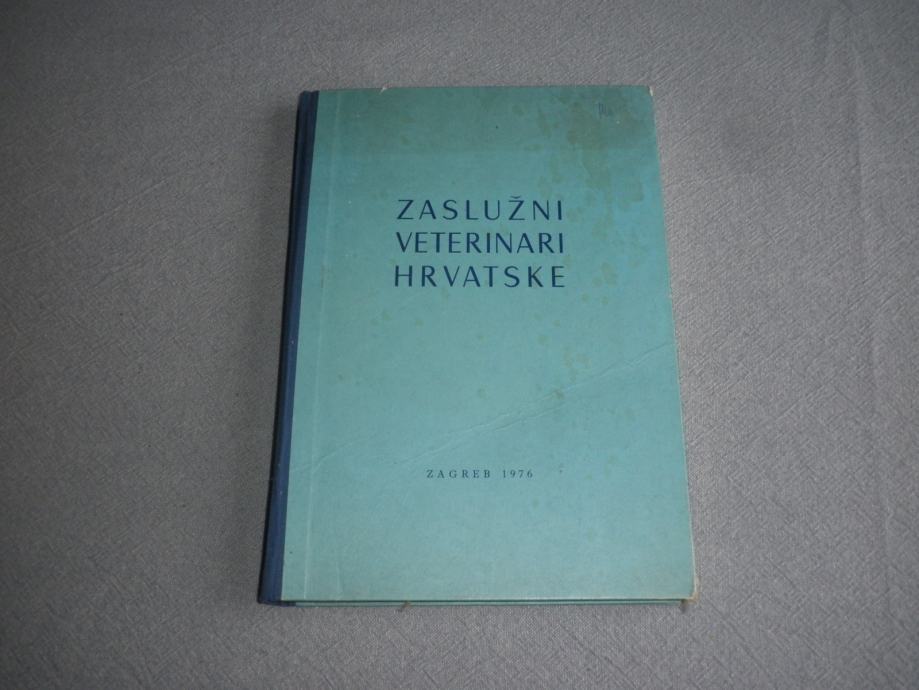 ZASLUŽNI
VETERINARI
HRVATSKE
ZAGREB 1976